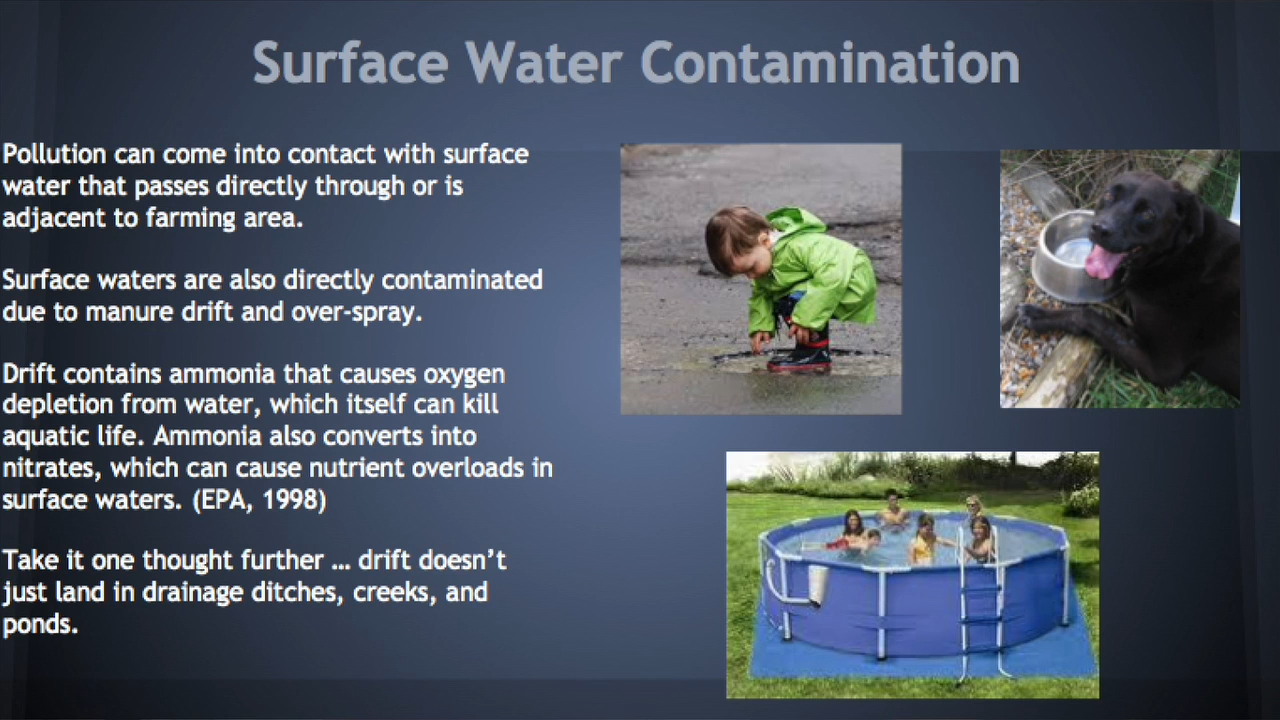 Surface Water Contamination
Pollution can come into contact with surface
water that passes directly through or is
adjacent to farming area.
Surface waters are also directly contaminated
due to manure drift and over-spray.
Drift contains ammonia that causes oxygen
depletion from water, which itself can kill
aquatic life. Ammonia also converts into
nitrates, which can cause nutrient overloads in
surface waters. (EPA, 1998)
Take it one thought further ... drift doesn't
just land in drainage ditches, creeks, and
ponds.